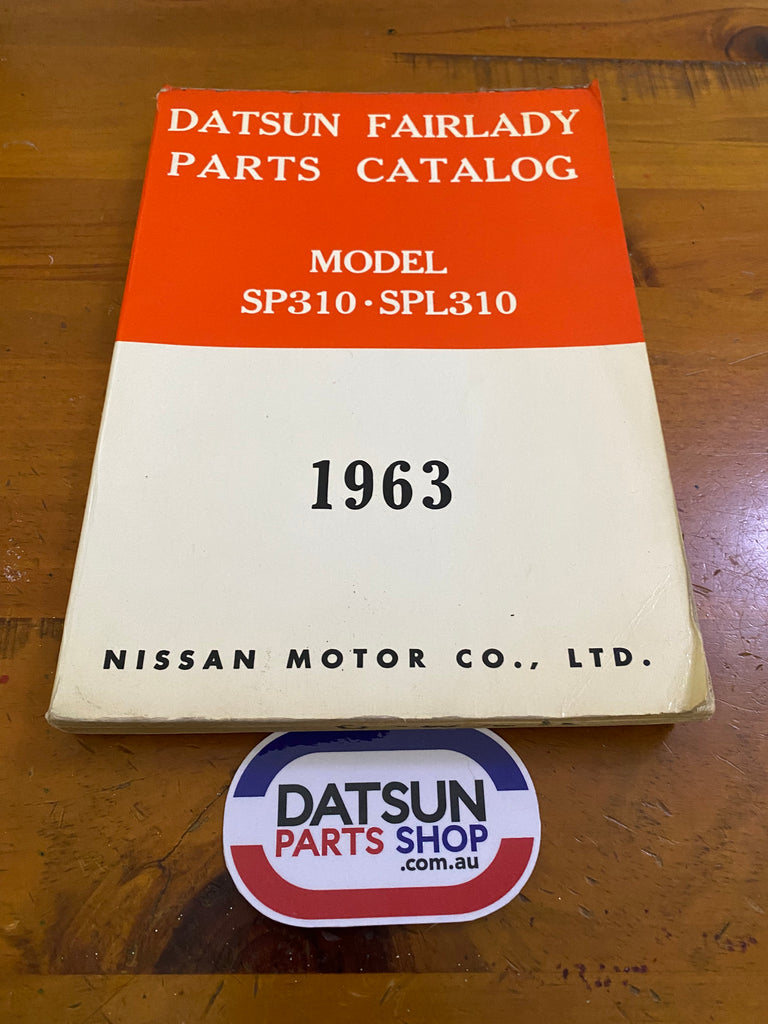 DATSUN FAIRLADY
PARTS CATALOG
MODEL
SP310・SPL310
1963
NISSAN MOTOR CO., LTD.
DATSUN
PARTS SHOP
.com.au